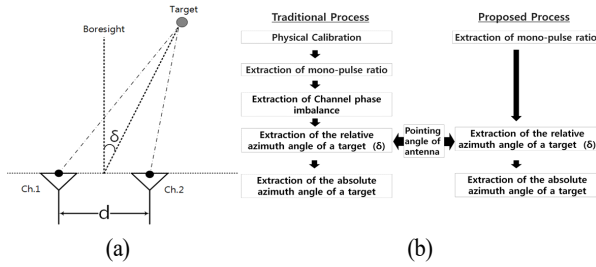 Target
Boresight
δ
Ch.1
Ch.2
d
(a)
Traditional Process
Physical Calibration
Extraction of mono-pulse ratio
Extraction of Channel phase
imbalance
Extraction of the relative
azimuth angle of a target (δ)
Extraction of the absolute
azimuth angle of a target
Pointing
angle of
antenna
Proposed Process
Extraction of mono-pulse ratio
Extraction of the relative
azimuth angle of a target (δ)
Extraction of the absolute
azimuth angle of a target
(b)